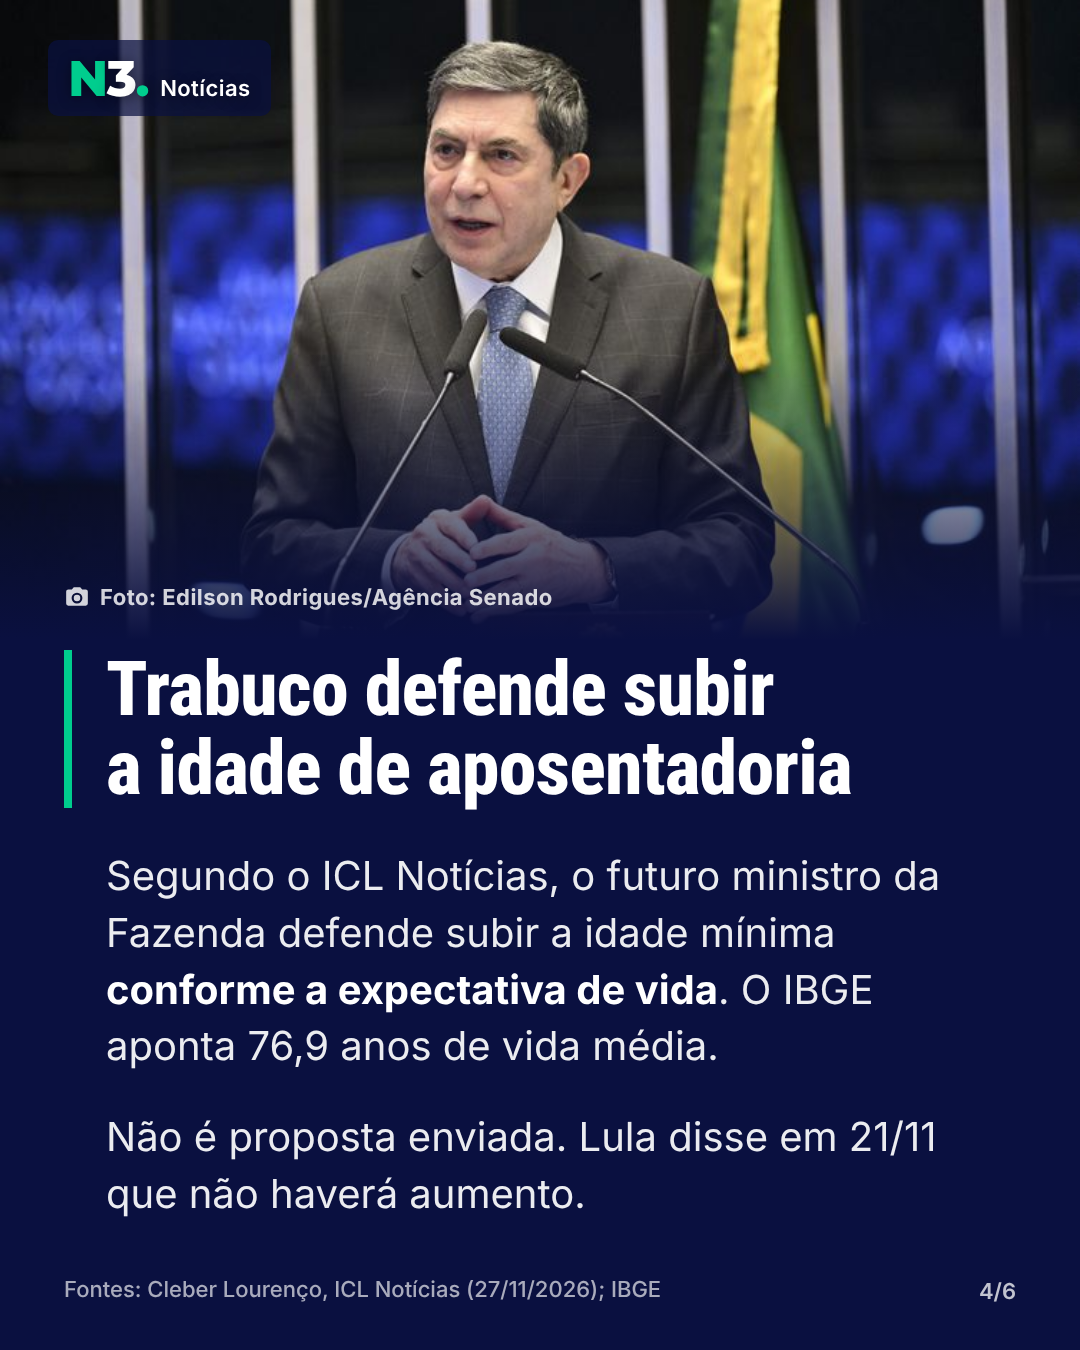 N3. Notícias
Foto: Edilson Rodrigues/Agência Senado
Trabuco defende subir
a idade de aposentadoria
Segundo o ICL Notícias, o futuro ministro da
Fazenda defende subir a idade mínima
conforme a expectativa de vida. O IBGE
aponta 76,9 anos de vida média.
Não é proposta enviada. Lula disse em 21/11
que não haverá aumento.
Fontes: Cleber Lourenço, ICL Notícias (27/11/2026); IBGE
4/6